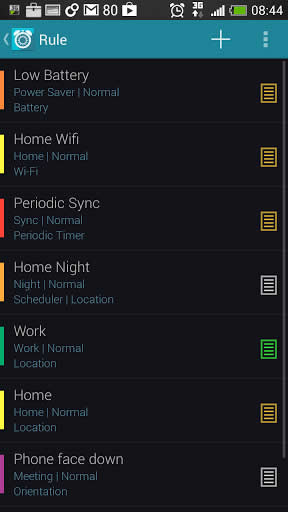 3G
08:44
Rule
Low Battery
Power Saver | Normal
Battery
Home Wifi
Home | Normal
Wi-Fi
Periodic Sync
Sync | Normal
Periodic Timer
Home Night
Night | Normal
Scheduler | Location
Work
Work | Normal
Location
Home
Home | Normal
Location
Phone face down
Meeting | Normal
Orientation